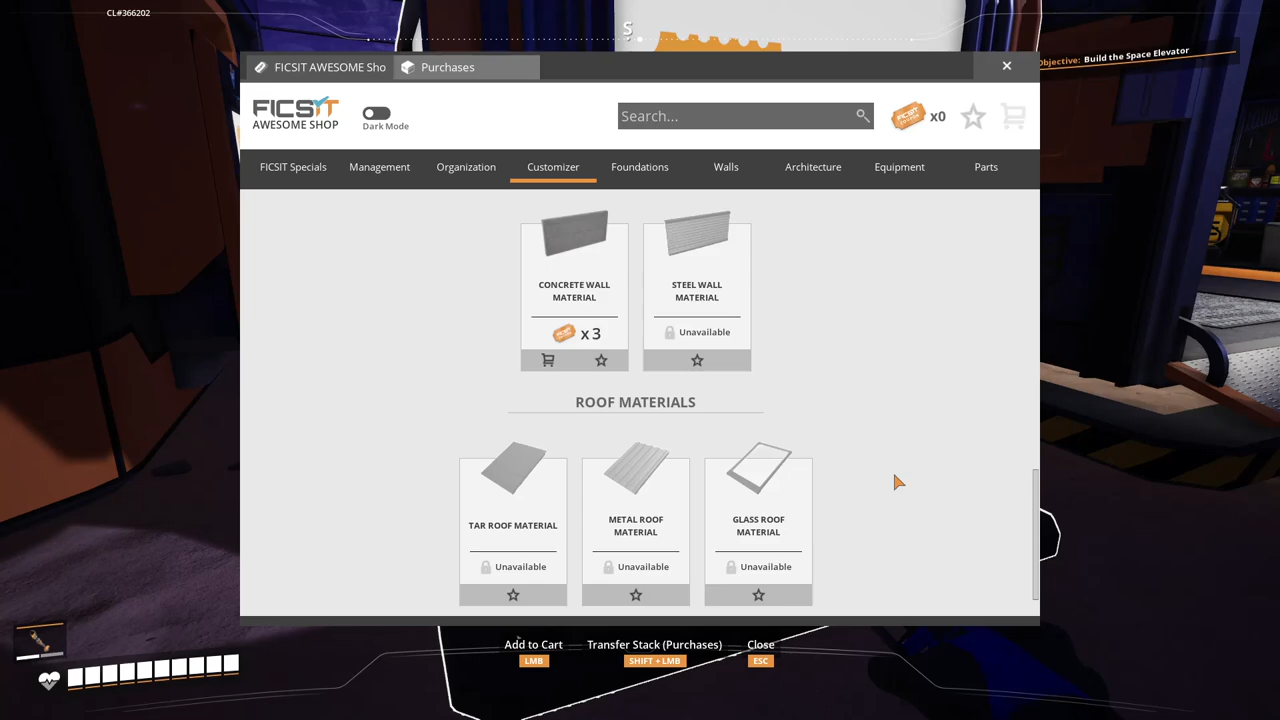 CL#366202
S
Objective: Build the Space Elevator
FICSIT AWESOME Sho
Purchases
FICSIT
AWESOME SHOP
Dark Mode
Search...
x0
FICSIT Specials
Management
Organization
Customizer
Foundations
Walls
Architecture
Equipment
Parts
CONCRETE WALL
MATERIAL
x 3
STEEL WALL
MATERIAL
Unavailable
ROOF MATERIALS
TAR ROOF MATERIAL
Unavailable
METAL ROOF
MATERIAL
Unavailable
GLASS ROOF
MATERIAL
Unavailable
Add to Cart
LMB
Transfer Stack (Purchases)
SHIFT + LMB
Close
ESC